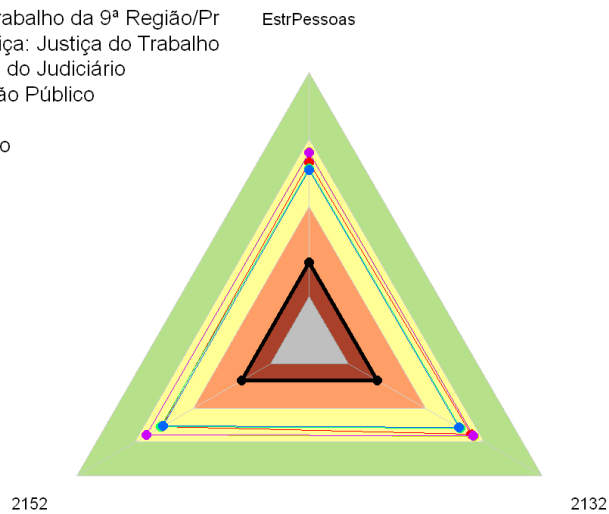 rabalho da 9ª Região/Pr
EstrPessoas
iça: Justiça do Trabalho
do Judiciário
ão Público
o
2152
2132